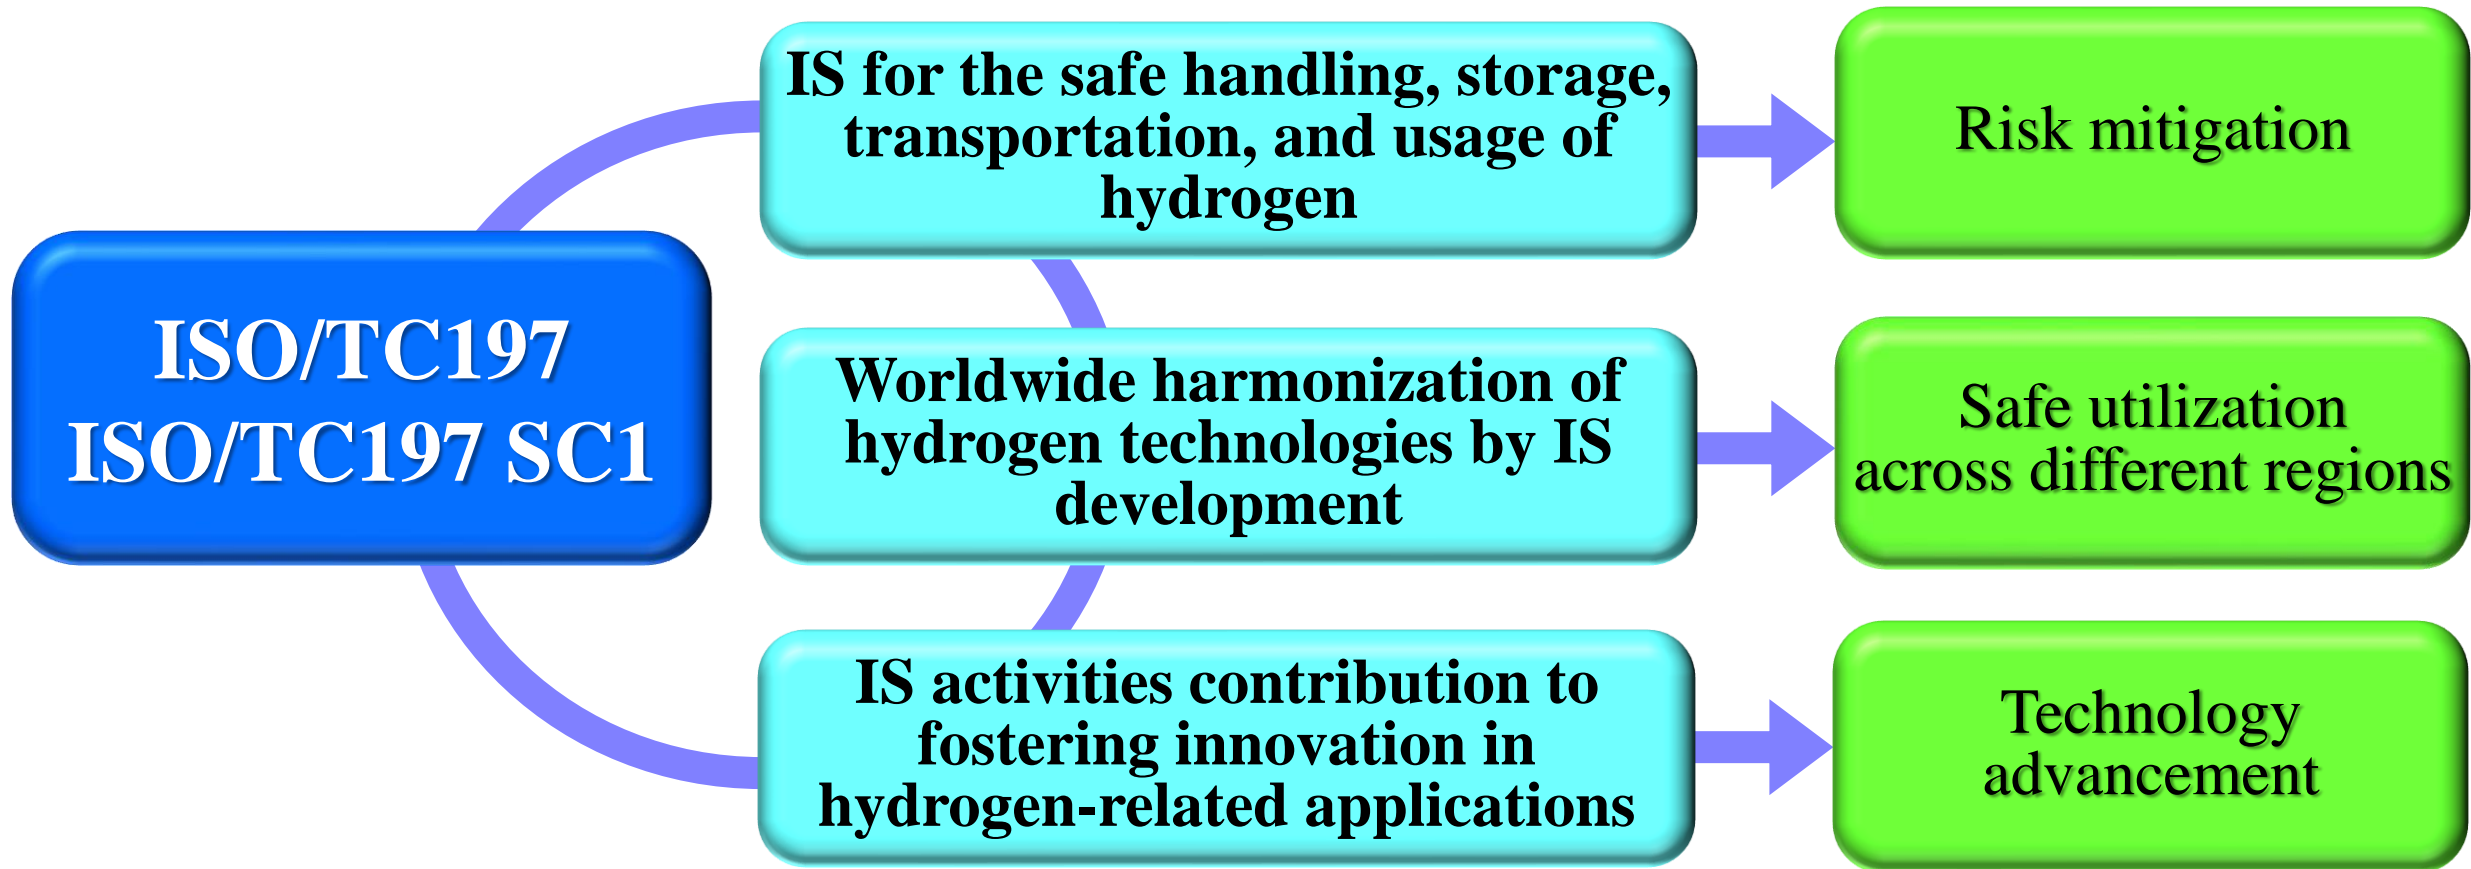 ISO/TC197
ISO/TC197 SC1
IS for the safe handling, storage,
transportation, and usage of
hydrogen
Risk mitigation
Worldwide harmonization of
hydrogen technologies by IS
development
Safe utilization
across different regions
IS activities contribution to
fostering innovation in
hydrogen-related applications
Technology
advancement